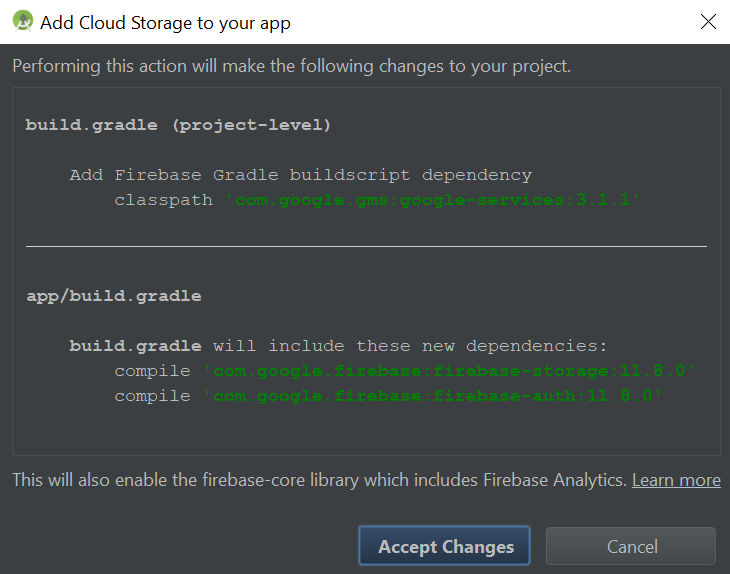 Add Cloud Storage to your app
Performing this action will make the following changes to your project.
build.gradle (project-level)
Add Firebase Gradle buildscript dependency
classpath 'com.google.gms:google-services:3.1.1'
app/build.gradle
build.gradle will include these new dependencies:
compile 'com.google.firebase:firebase-storage:11.8.0'
compile 'com.google.firebase:firebase-auth:11.8.0'
This will also enable the firebase-core library which includes Firebase Analytics. Learn more
Accept Changes
Cancel